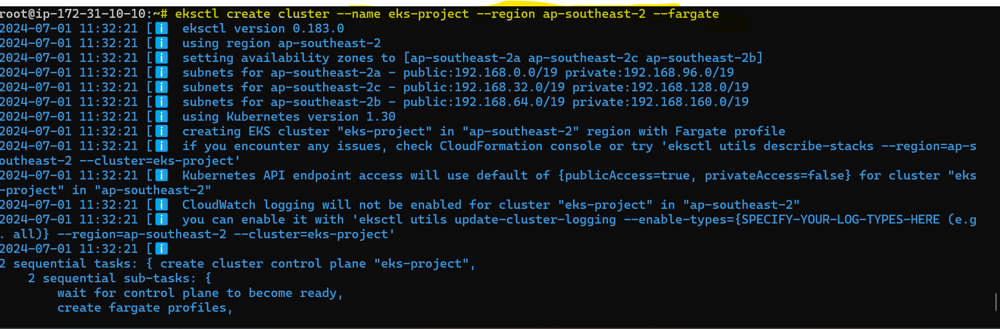 root@ip-172-31-10-10:~# eksctl create cluster --name eks-project --region ap-southeast-2 --fargate
2024-07-01 11:32:21 [ℹ]  eksctl version 0.183.0
2024-07-01 11:32:21 [ℹ]  using region ap-southeast-2
2024-07-01 11:32:21 [ℹ]  setting availability zones to [ap-southeast-2a ap-southeast-2c ap-southeast-2b]
2024-07-01 11:32:21 [ℹ]  subnets for ap-southeast-2a - public:192.168.0.0/19 private:192.168.96.0/19
2024-07-01 11:32:21 [ℹ]  subnets for ap-southeast-2c - public:192.168.32.0/19 private:192.168.128.0/19
2024-07-01 11:32:21 [ℹ]  subnets for ap-southeast-2b - public:192.168.64.0/19 private:192.168.160.0/19
2024-07-01 11:32:21 [ℹ]  using Kubernetes version 1.30
2024-07-01 11:32:21 [ℹ]  creating EKS cluster "eks-project" in "ap-southeast-2" region with Fargate profile
2024-07-01 11:32:21 [ℹ]  if you encounter any issues, check CloudFormation console or try 'eksctl utils describe-stacks --region=ap-s
outheast-2 --cluster=eks-project'
2024-07-01 11:32:21 [ℹ]  Kubernetes API endpoint access will use default of {publicAccess=true, privateAccess=false} for cluster "eks
-project" in "ap-southeast-2"
2024-07-01 11:32:21 [ℹ]  CloudWatch logging will not be enabled for cluster "eks-project" in "ap-southeast-2"
2024-07-01 11:32:21 [ℹ]  you can enable it with 'eksctl utils update-cluster-logging --enable-types={SPECIFY-YOUR-LOG-TYPES-HERE (e.g
. all)} --region=ap-southeast-2 --cluster=eks-project'
2024-07-01 11:32:21 [ℹ]
2 sequential tasks: { create cluster control plane "eks-project",
    2 sequential sub-tasks: {
        wait for control plane to become ready,
        create fargate profiles,